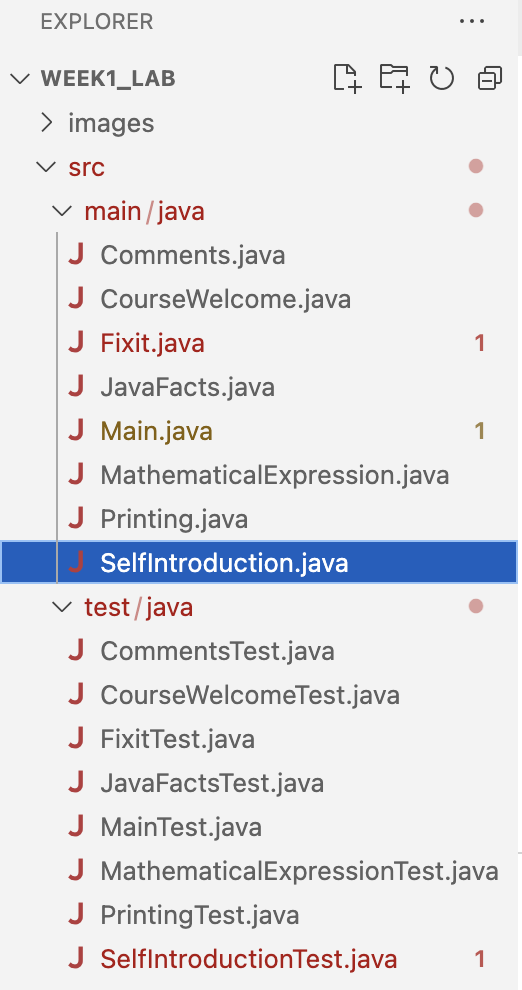 EXPLORER ...
WEEK1_LAB
images
src
main/java
J Comments.java
J CourseWelcome.java
J Fixit.java 1
J JavaFacts.java
J Main.java 1
J MathematicalExpression.java
J Printing.java
J SelfIntroduction.java
test/java
J CommentsTest.java
J CourseWelcomeTest.java
J FixitTest.java
J JavaFactsTest.java
J MainTest.java
J MathematicalExpressionTest.java
J PrintingTest.java
J SelfIntroductionTest.java 1